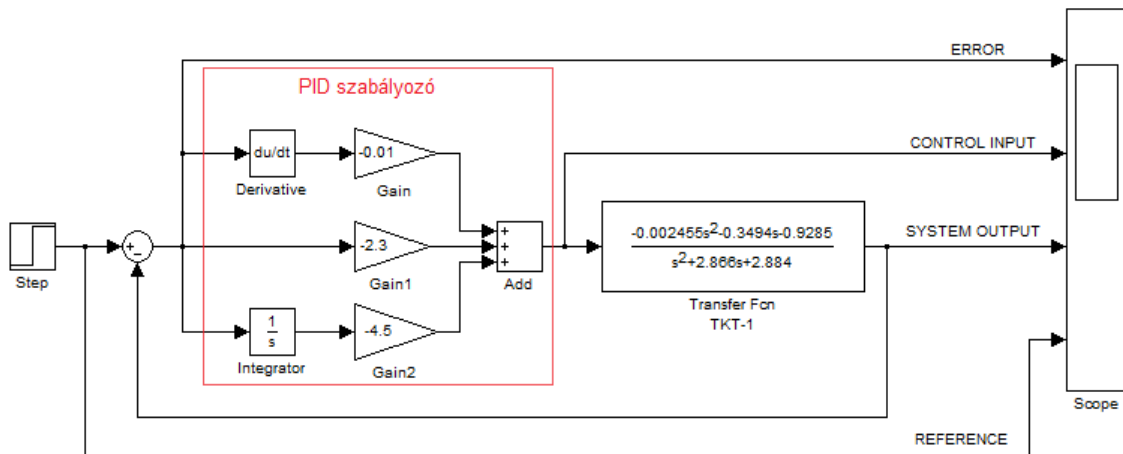 ERROR
PID szabályozó
CONTROL INPUT
du/dt
-0.01
Derivative
Gain
+
-0.002455s²-0.3494s-0.9285
SYSTEM OUTPUT
+
-
-2.3
+
+
s²+2.866s+2.884
Step
Gain1
Add
Transfer Fcn
TKT-1
1
s
-4.5
Integrator
Gain2
Scope
REFERENCE